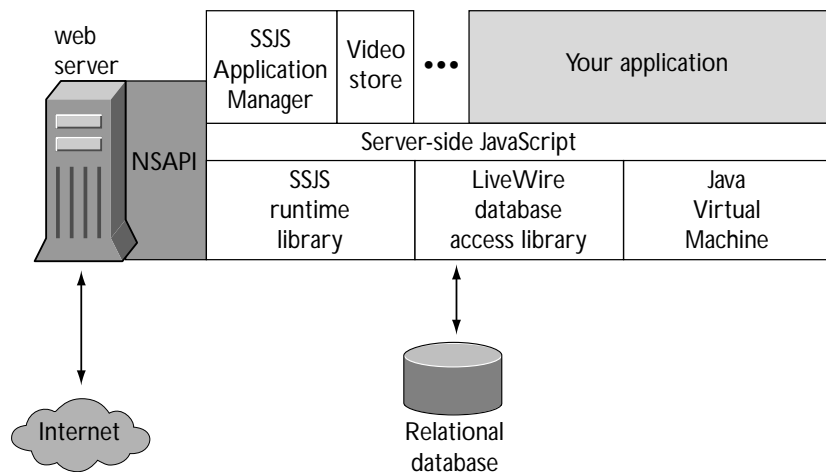 web
server
NSAPI
SSJS
Application
Manager
Video
store
•••
Your application
Server-side JavaScript
SSJS
runtime
library
LiveWire
database
access library
Java
Virtual
Machine
Internet
Relational
database